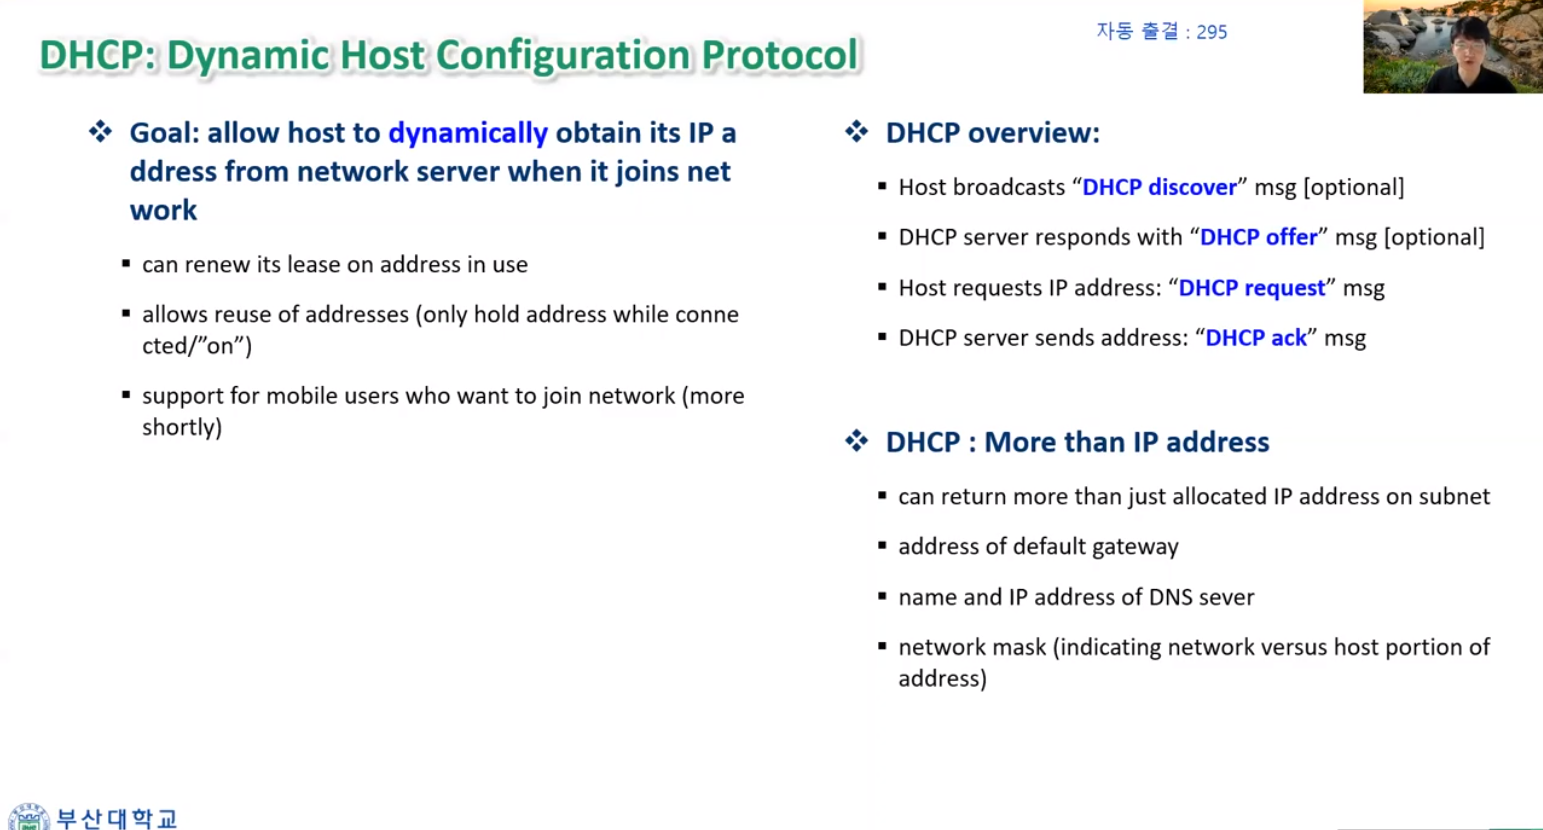 DHCP: Dynamic Host Configuration Protocol
자동 출결 : 295
Goal: allow host to dynamically obtain its IP a
ddress from network server when it joins net
work
can renew its lease on address in use
allows reuse of addresses (only hold address while conne
cted/”on”)
support for mobile users who want to join network (more
shortly)
DHCP overview:
Host broadcasts “DHCP discover” msg [optional]
DHCP server responds with “DHCP offer” msg [optional]
Host requests IP address: “DHCP request” msg
DHCP server sends address: “DHCP ack” msg
DHCP : More than IP address
can return more than just allocated IP address on subnet
address of default gateway
name and IP address of DNS sever
network mask (indicating network versus host portion of
address)
부산대학교